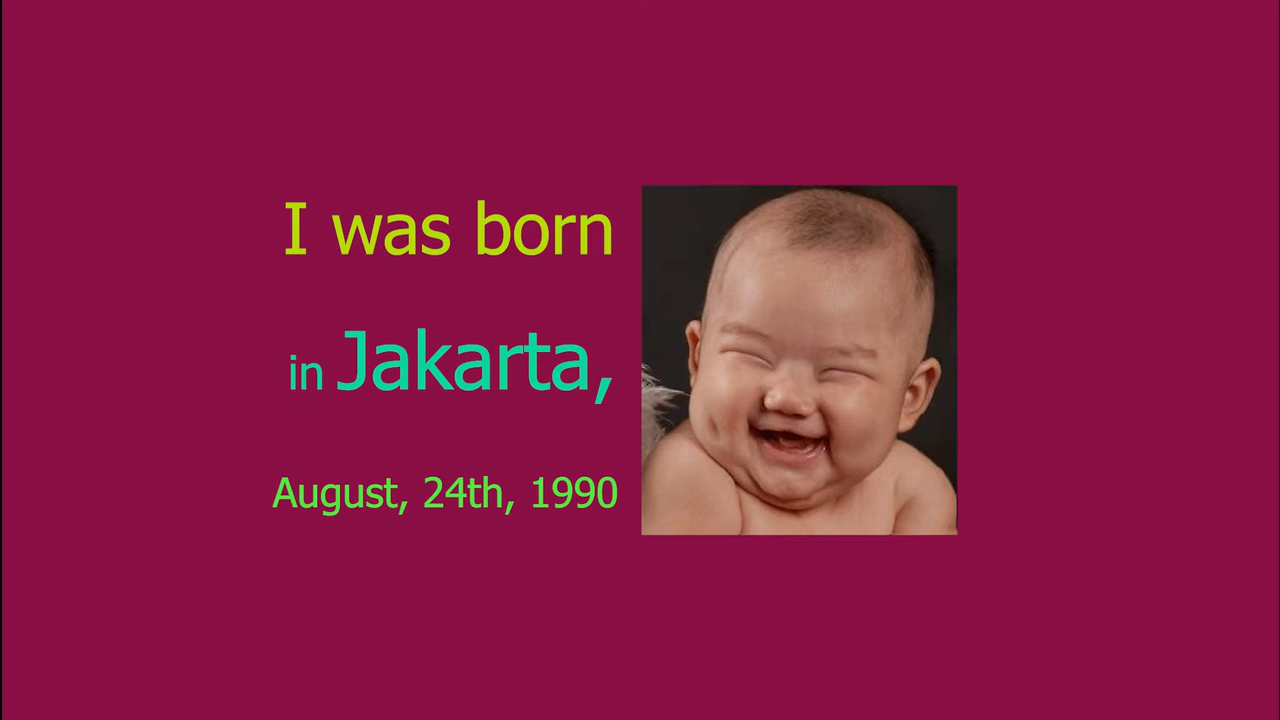 I was born
in Jakarta,
August, 24th, 1990